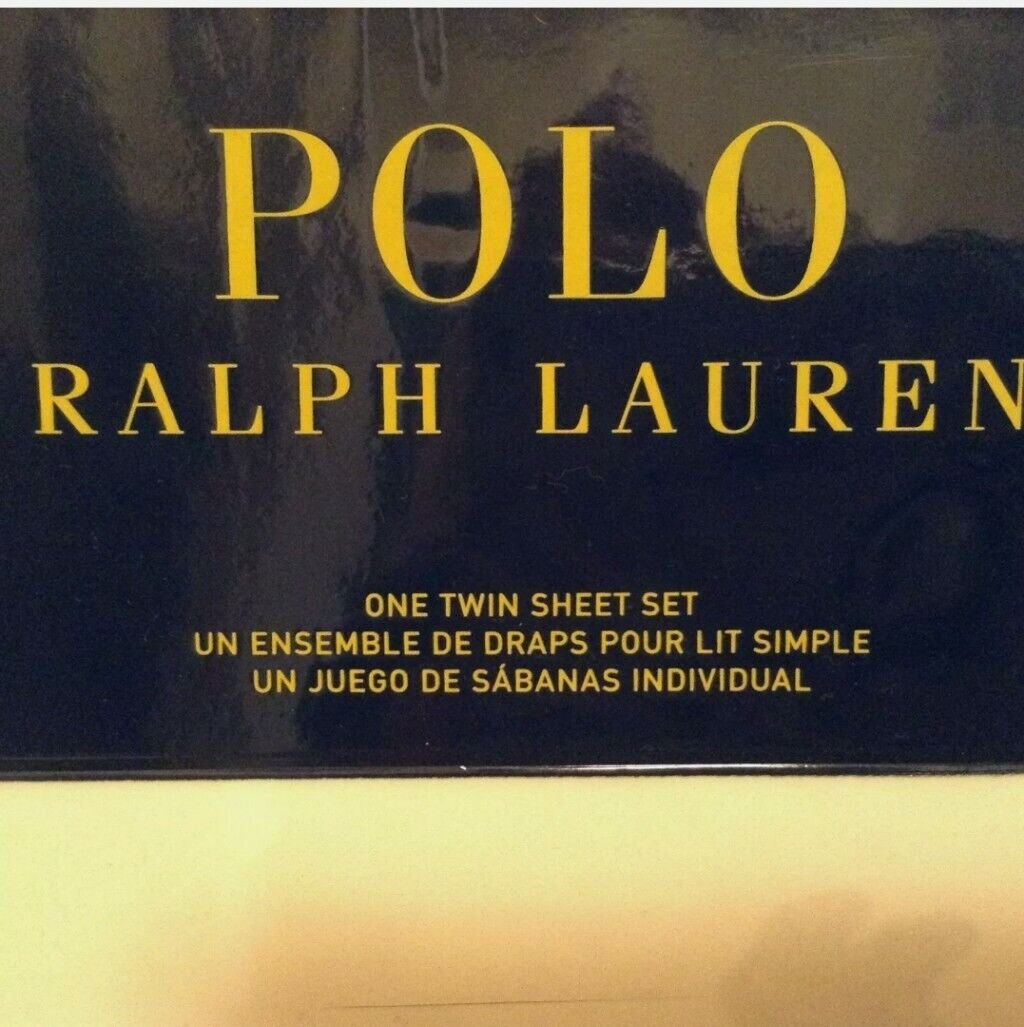 POLO
RALPH LAUREN
ONE TWIN SHEET SET
UN ENSEMBLE DE DRAPS POUR LIT SIMPLE
UN JUEGO DE SÁBANAS INDIVIDUAL